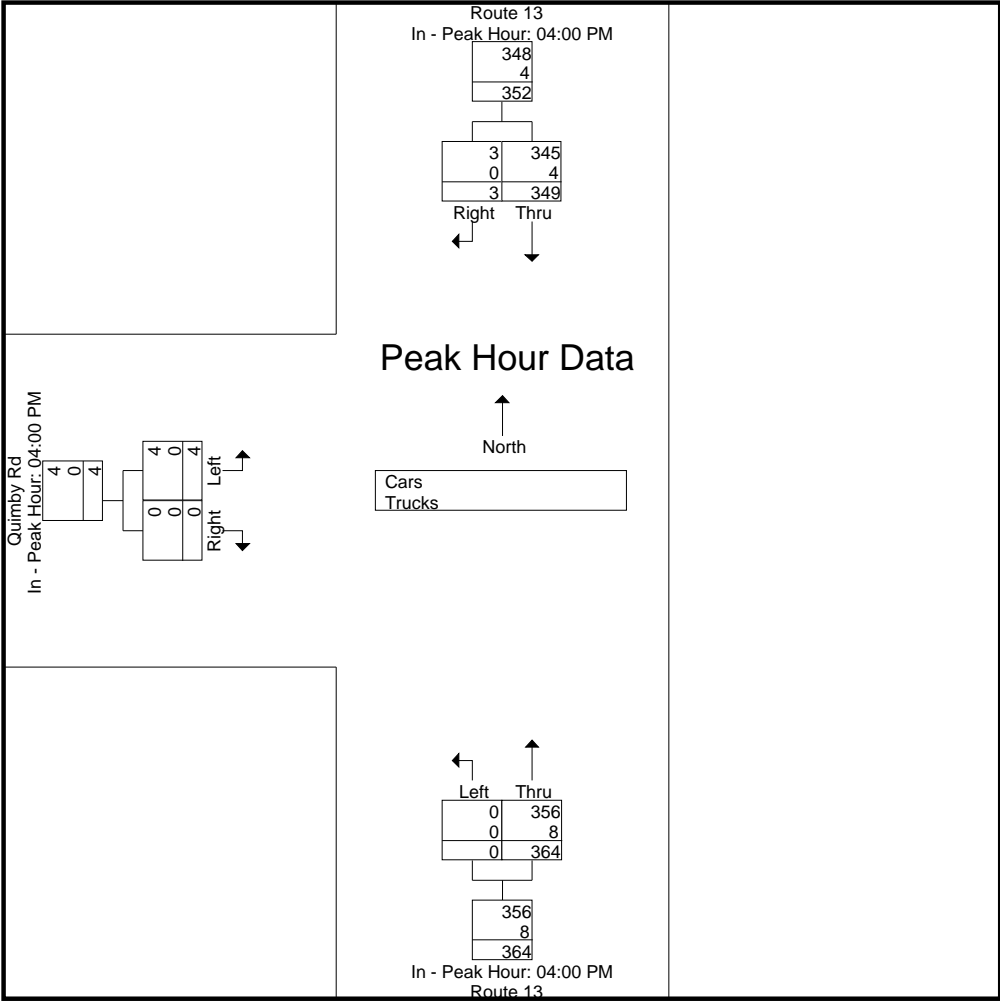 Route 13
In - Peak Hour: 04:00 PM
348
4
352
3 345
0 4
3 349
Right Thru
Peak Hour Data
North
Cars
Trucks
Quimby Rd
In - Peak Hour: 04:00 PM
4
0
4
4
0
4
Left
0
0
0
Right
Left Thru
0 356
0 8
0 364
356
8
364
In - Peak Hour: 04:00 PM
Route 13